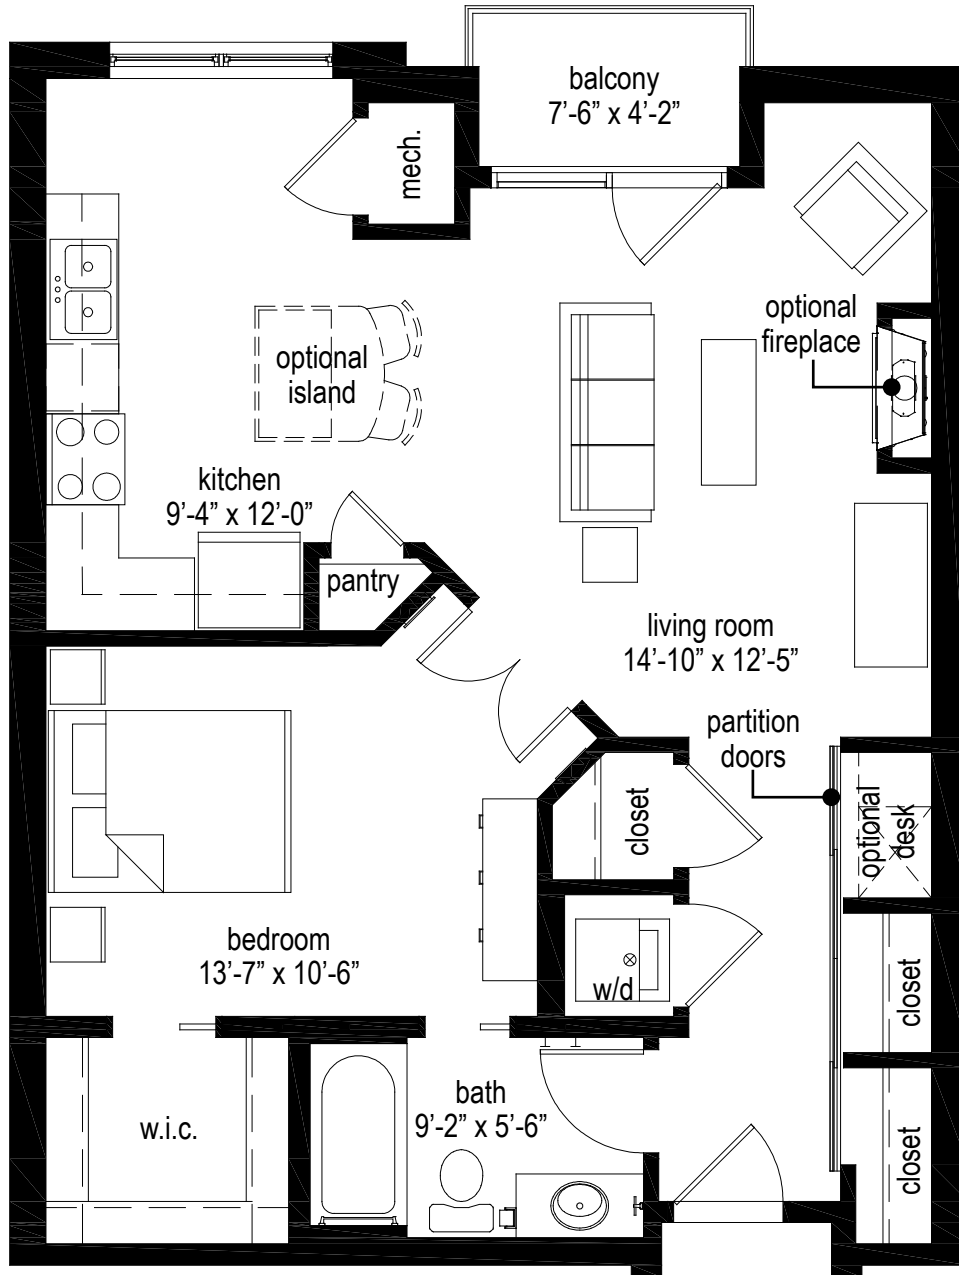 balcony
7’-6” x 4’-2”
mech.
optional
fireplace
optional
island
kitchen
9’-4” x 12’-0”
pantry
living room
14’-10” x 12’-5”
partition
doors
closet
optional
desk
bedroom
13’-7” x 10’-6”
w/d
closet
bath
9’-2” x 5’-6”
w.i.c.
closet